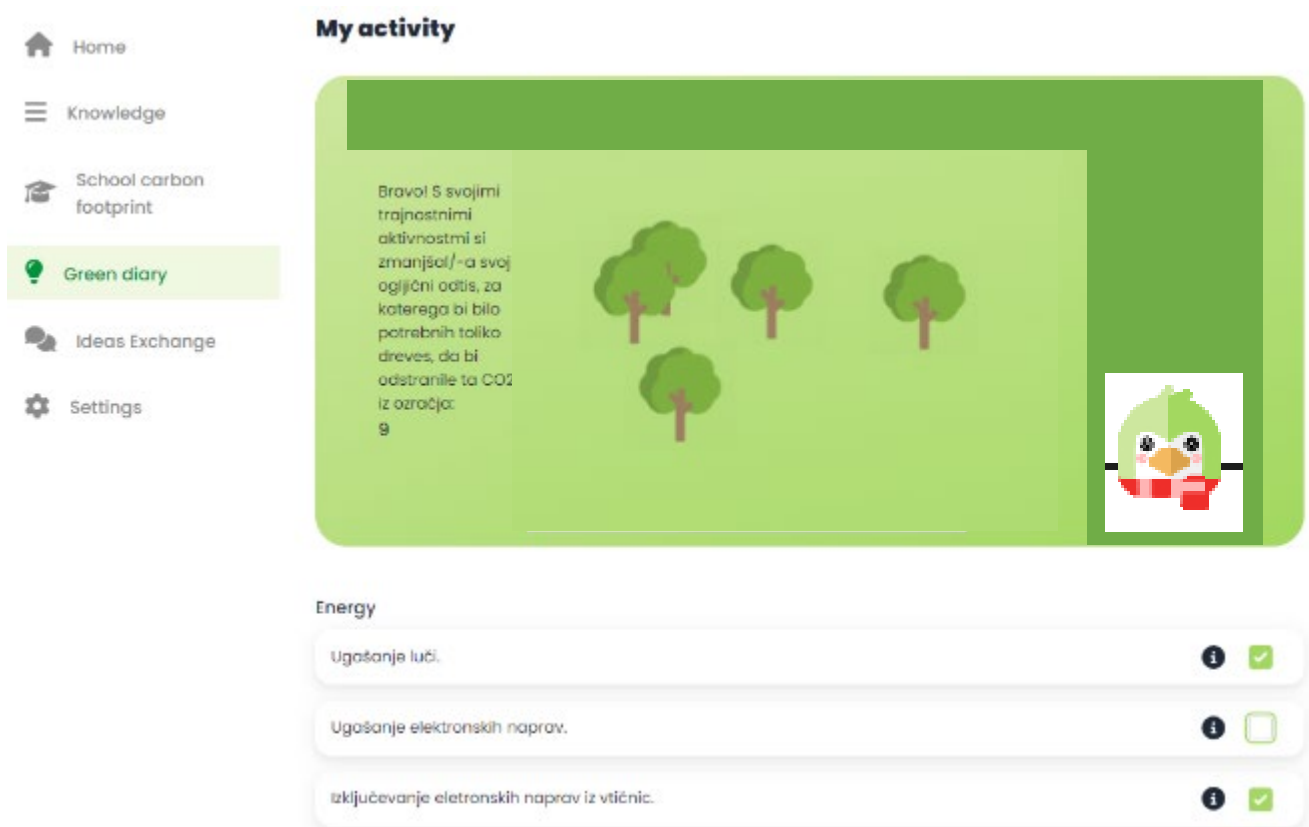 My activity
Home
Knowledge
School carbon
footprint
Green diary
Ideas Exchange
Settings
Bravo! S svojimi
trajnostnimi
aktivnostmi si
zmanjšal/-a svoj
ogljični odtis, za
katerega bi bilo
potrebnih toliko
dreves, da bi
odstranile ta CO2
iz ozračja:
9
Energy
Ugašanje luči.
Ugašanje elektronskih naprav.
Izključevanje eletronskih naprav iz vtičnic.